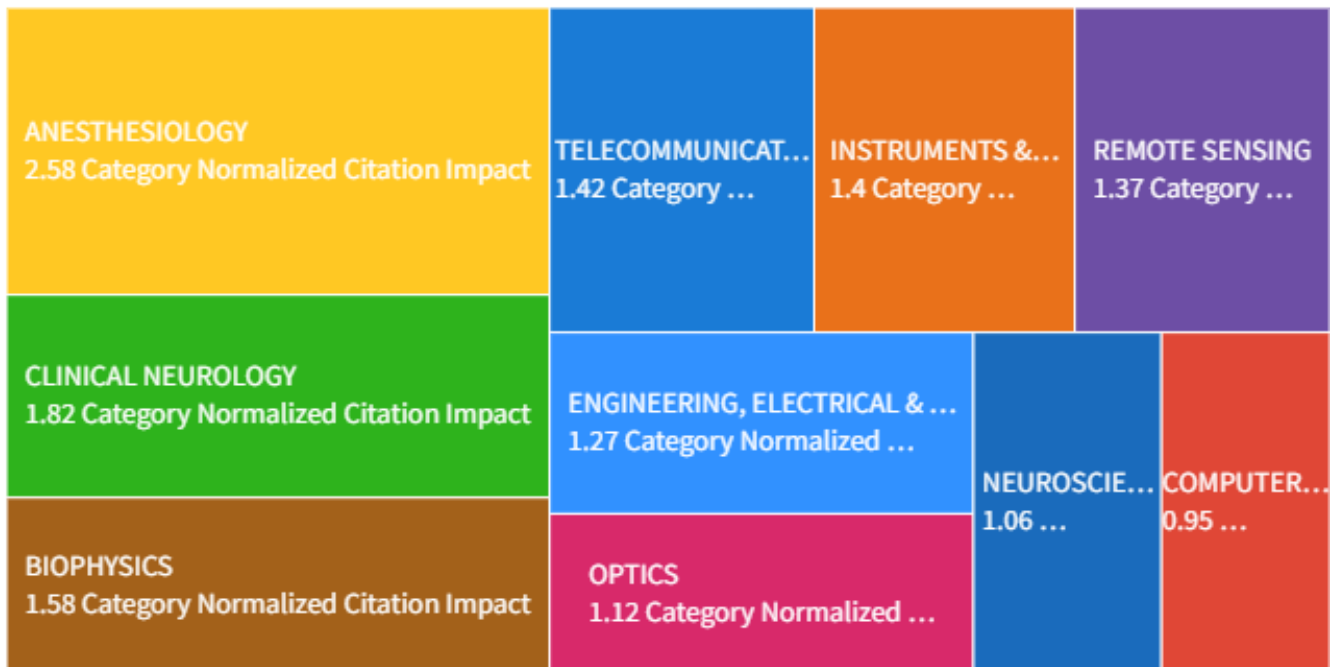 ANESTHESIOLOGY
2.58 Category Normalized Citation Impact
CLINICAL NEUROLOGY
1.82 Category Normalized Citation Impact
BIOPHYSICS
1.58 Category Normalized Citation Impact
TELECOMMUNICAT...
1.42 Category ...
INSTRUMENTS &...
1.4 Category ...
REMOTE SENSING
1.37 Category ...
ENGINEERING, ELECTRICAL & ...
1.27 Category Normalized ...
OPTICS
1.12 Category Normalized ...
NEUROSCIE...
1.06 ...
COMPUTER...
0.95 ...